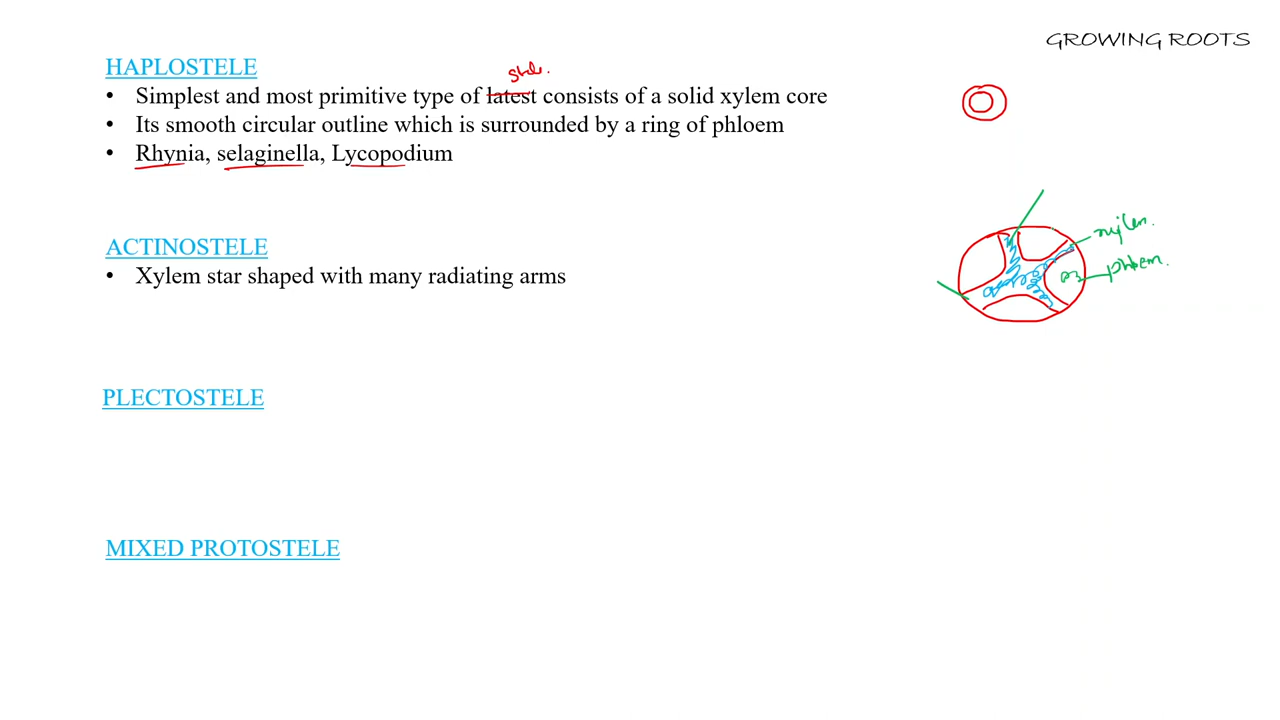 GROWING ROOTS
HAPLOSTELE
stele.
• Simplest and most primitive type of latest consists of a solid xylem core
• Its smooth circular outline which is surrounded by a ring of phloem
• Rhynia, selaginella, Lycopodium
ACTINOSTELE
xylem.
• Xylem star shaped with many radiating arms
phloem.
PLECTOSTELE
MIXED PROTOSTELE